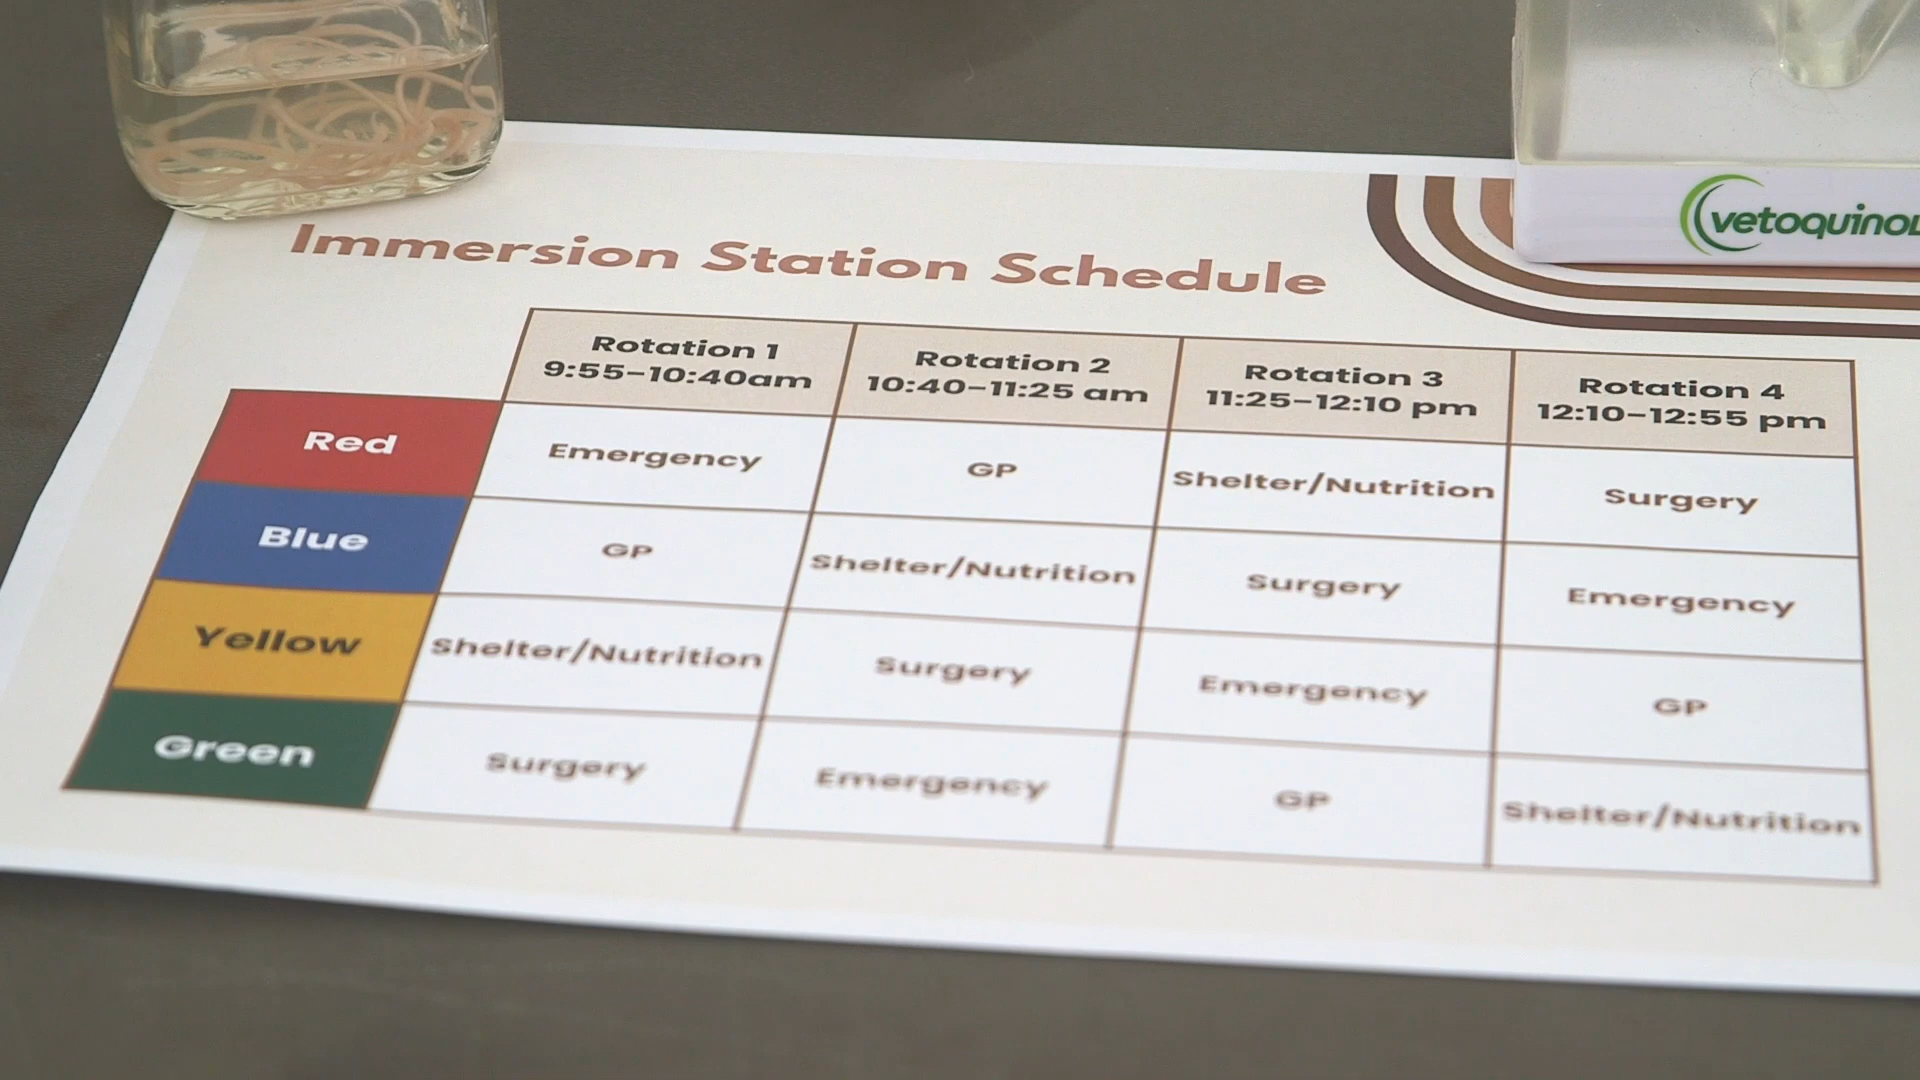 vetoquinol
Immersion Station Schedule
Rotation 1 Rotation 2 Rotation 3 Rotation 4
9:55-10:40am 10:40-11:25 am 11:25-12:10 pm 12:10-12:55 pm
Red Emergency GP Shelter/Nutrition Surgery
Blue GP Shelter/Nutrition Surgery Emergency
Yellow Shelter/Nutrition Surgery Emergency GP
Green Surgery Emergency GP Shelter/Nutrition